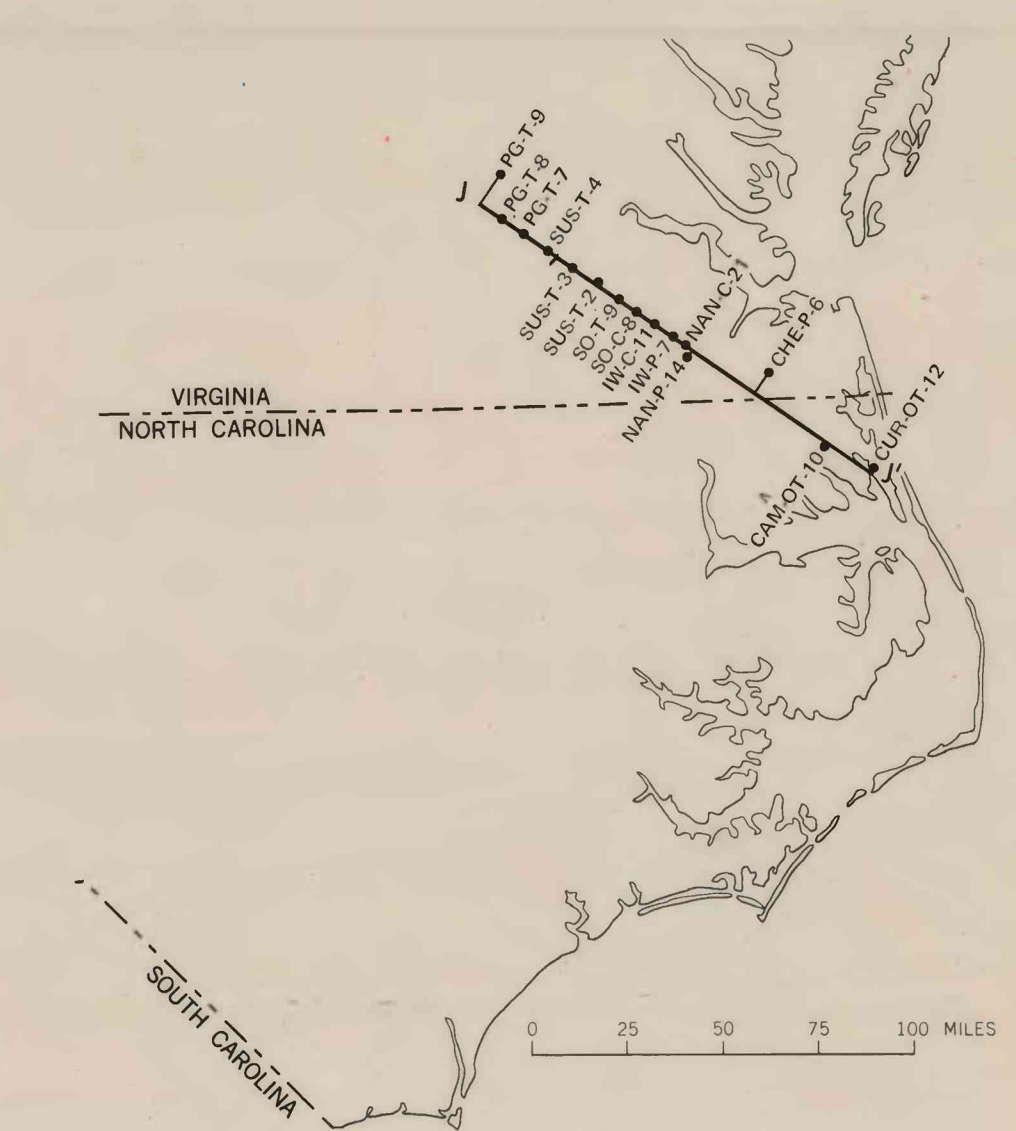 J
PG-T-9
PG-T-8
PG-T-7
SUS-T-4
SUS-T-3
SUS-T-2
SO-T-9
SO-C-8
IW-C-11
IW-P-7
NAN-P-14
NAN-C-21
CHE-P-6
VIRGINIA
NORTH CAROLINA
CUR-OT-12
CAM-OT-10
J'
SOUTH CAROLINA
0 25 50 75 100 MILES